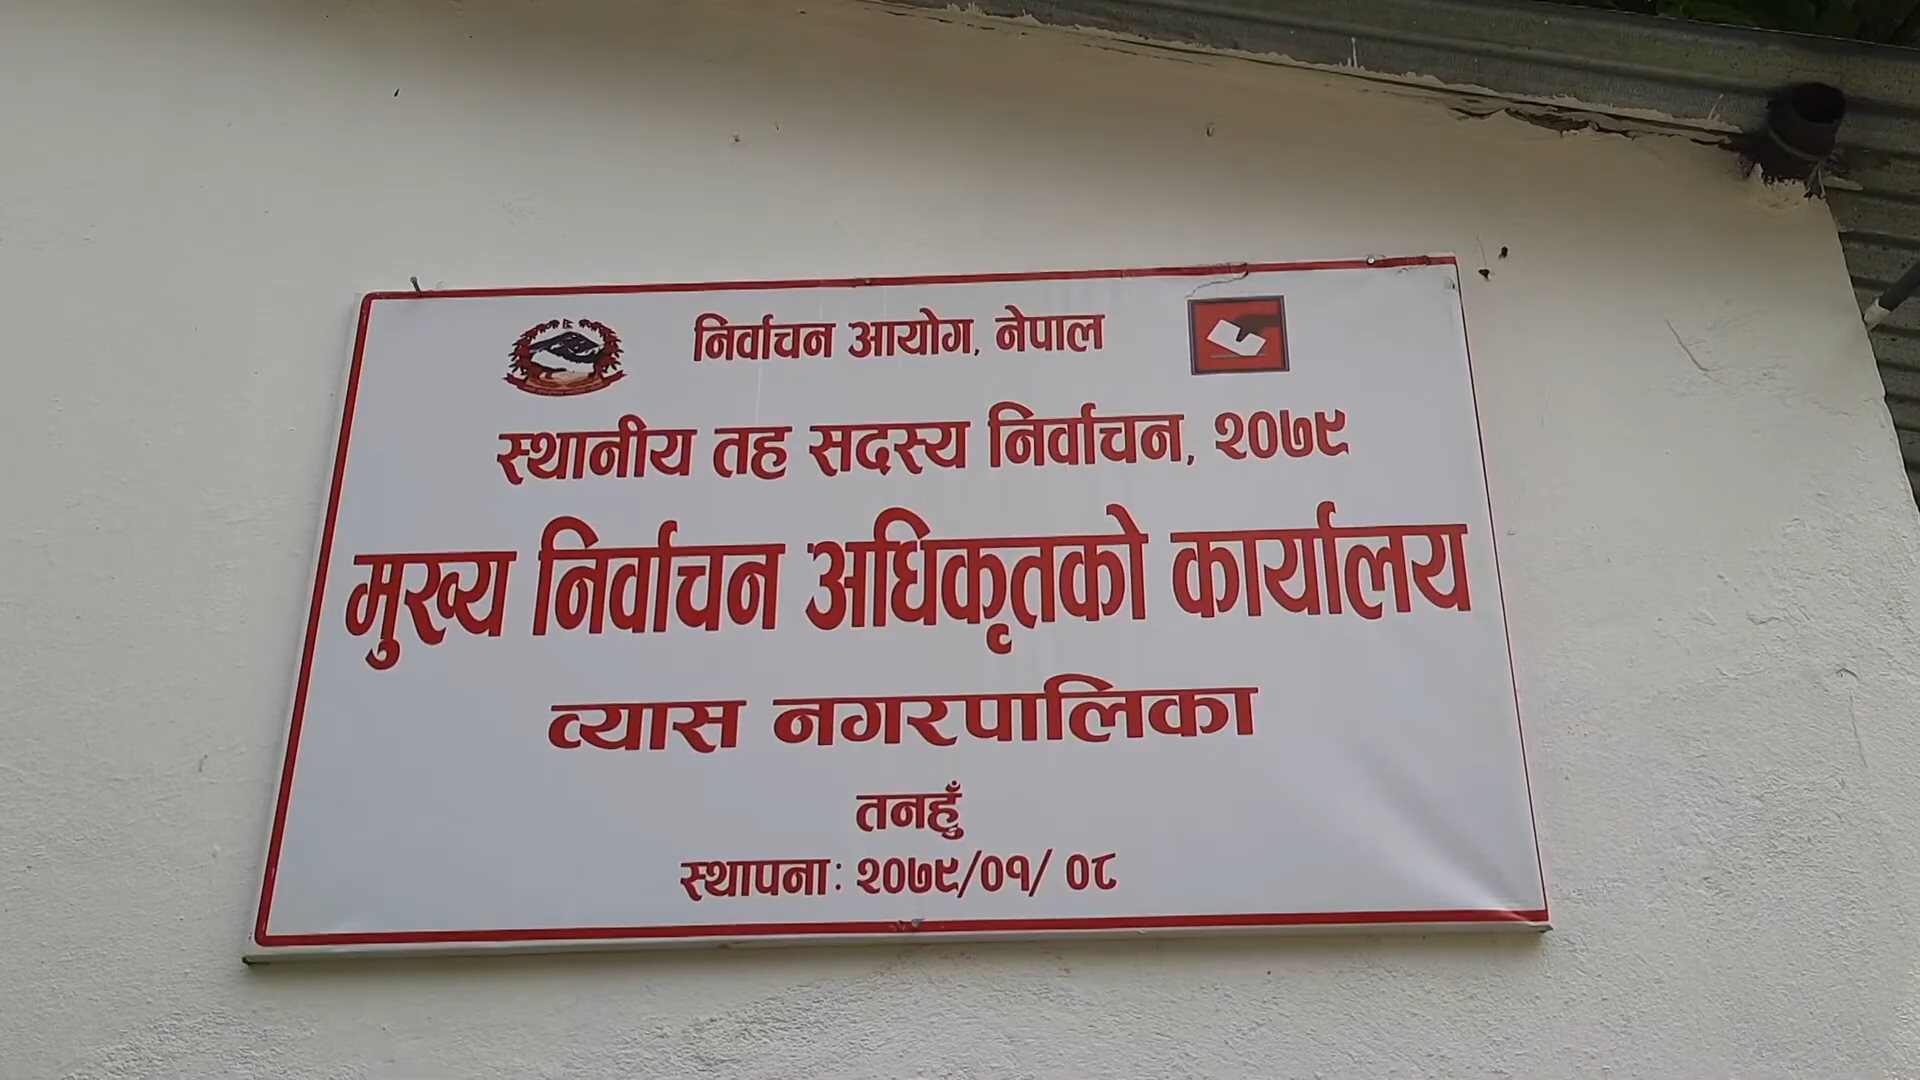 निर्वाचन आयोग, नेपाल
स्थानीय तह सदस्य निर्वाचन, २०७९
मुख्य निर्वाचन अधिकृतको कार्यालय
व्यास नगरपालिका
तनहुँ
स्थापना: २०७९/०१/ ०८